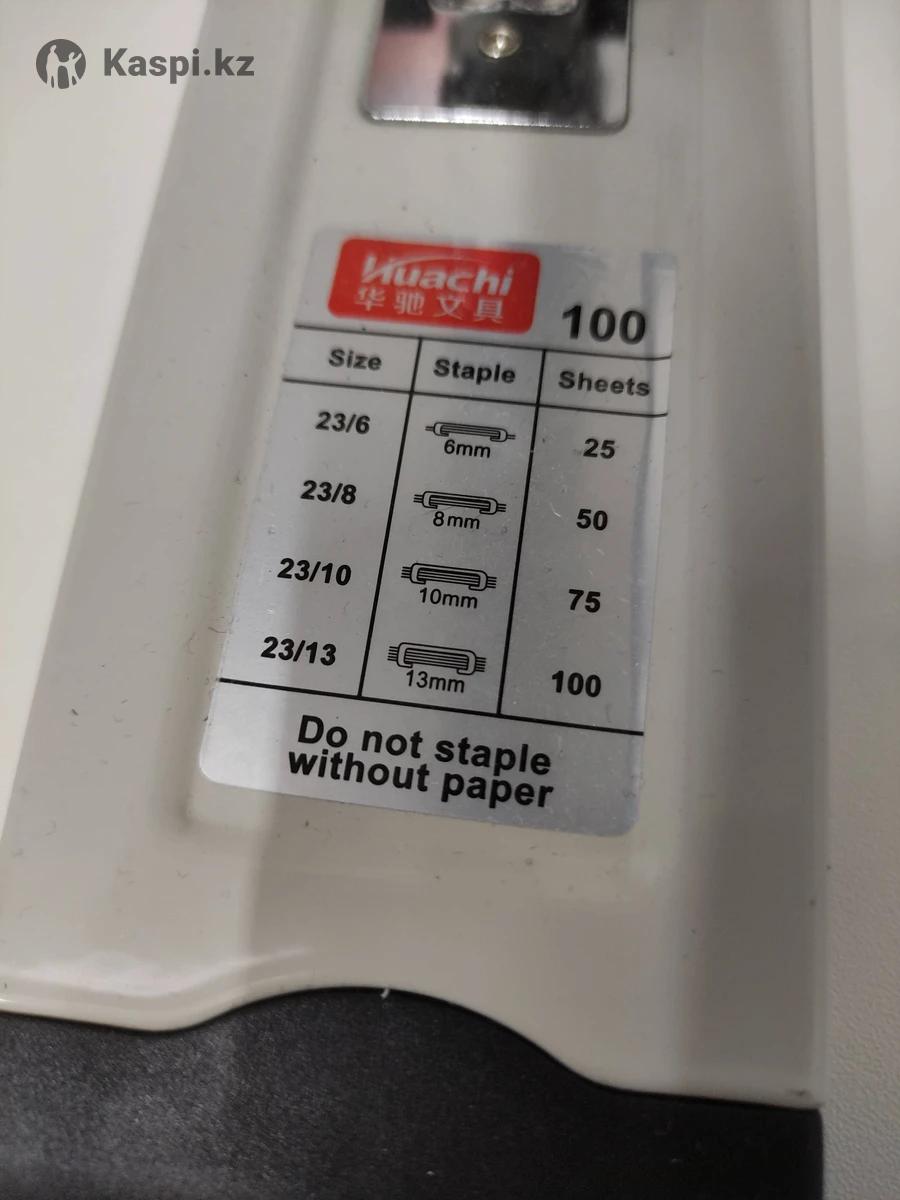 Kaspi.kz
Huachi
华驰文具
100
Size Staple Sheets
23/6 6mm 25
23/8 8mm 50
23/10 10mm 75
23/13 13mm 100
Do not staple
without paper